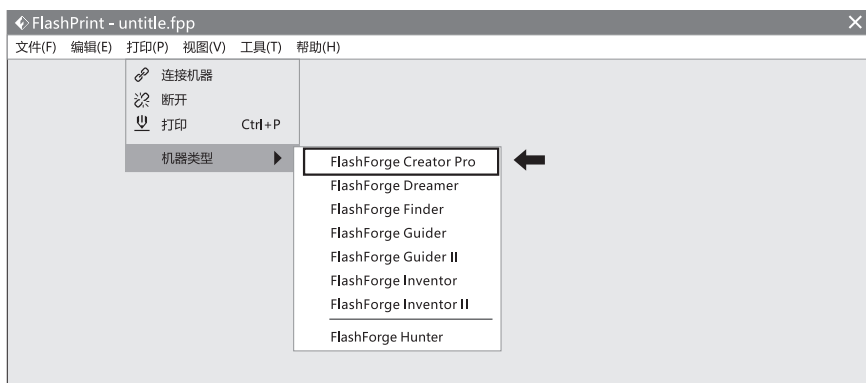 FlashPrint - untitle.fpp
文件(F) 编辑(E) 打印(P) 视图(V) 工具(T) 帮助(H)
连接机器
断开
打印 Ctrl+P
机器类型
FlashForge Creator Pro
FlashForge Dreamer
FlashForge Finder
FlashForge Guider
FlashForge Guider II
FlashForge Inventor
FlashForge Inventor II
FlashForge Hunter